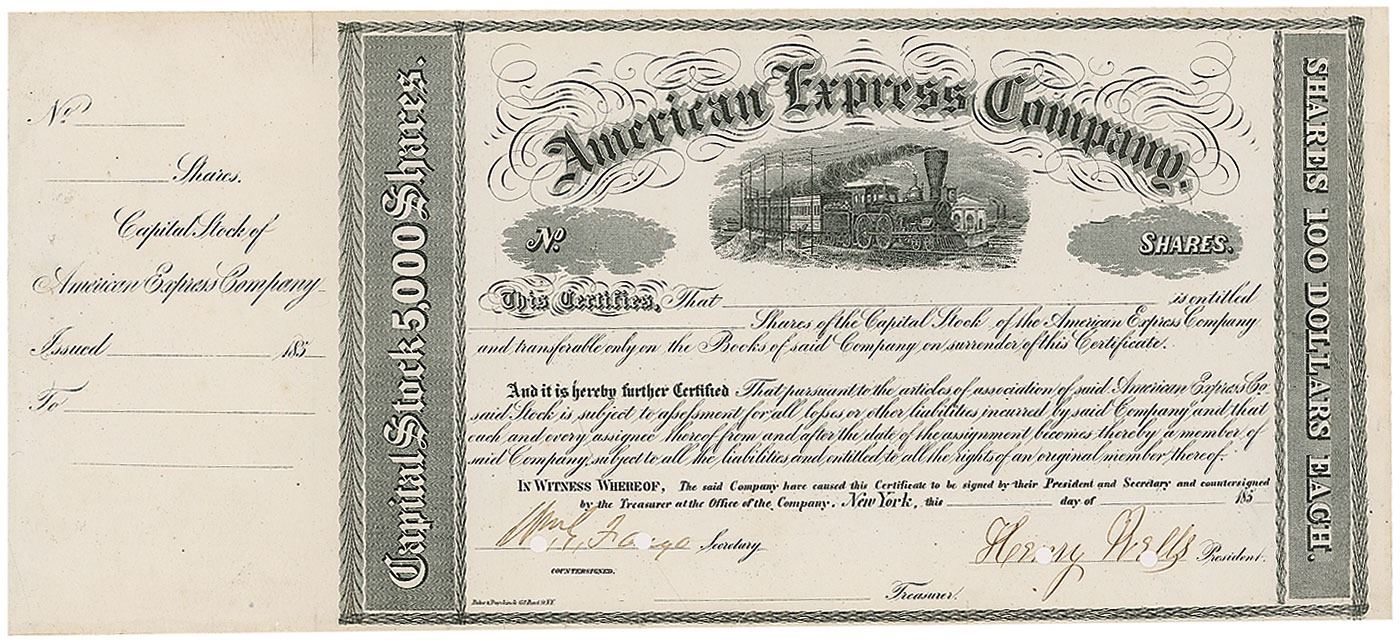 No
Shares.
Capital Stock of
American Express Company
Issued 185
To
Capital Stock 5,000 Shares.
American Express Company.
No
SHARES.
This Certifies, That is entitled
Shares of the Capital Stock of the American Express Company
and transferable only on the Books of said Company on surrender of this Certificate.
And it is hereby further Certified That pursuant to the articles of association of said American Express Co
said Stock is subject to assessment for all losses or other liabilities incurred by said Company and that
each and every assignee thereof from and after the date of the assignment becomes thereby a member of
said Company, subject to all the liabilities and entitled to all the rights of an original member thereof.
IN WITNESS WHEREOF, The said Company have caused this Certificate to be signed by their President and Secretary and countersigned
by the Treasurer at the Office of the Company, New York, this day of 185
Wm G. Fargo Secretary
Henry Wells President.
COUNTERSIGNED.
Treasurer.
SHARES 100 DOLLARS EACH.